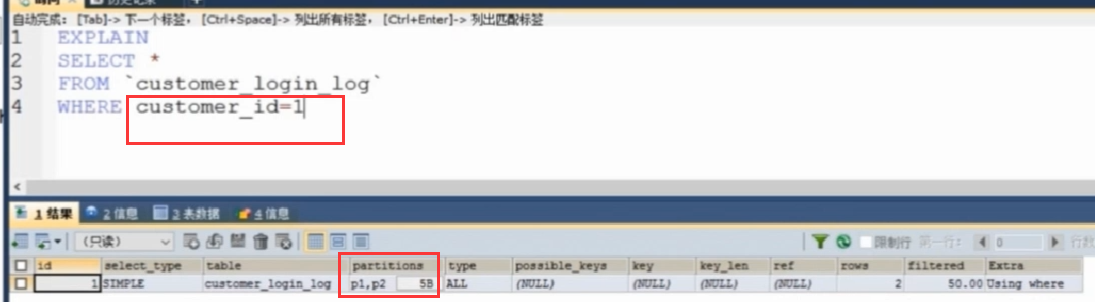 自动完成: [Tab]-> 下一个标签, [Ctrl+Space]-> 列出所有标签, [Ctrl+Enter]-> 列出匹配标签
1 EXPLAIN
2 SELECT *
3 FROM `customer_login_log`
4 WHERE customer_id=1
1 结果 2 信息 3 表数据 4 信息
(只读) 限制行 第一行: 0 行数
id select_type table partitions type possible_keys key key_len ref rows filtered Extra
1 SIMPLE customer_login_log p1,p2 5B ALL (NULL) (NULL) (NULL) (NULL) 2 50.00 Using where